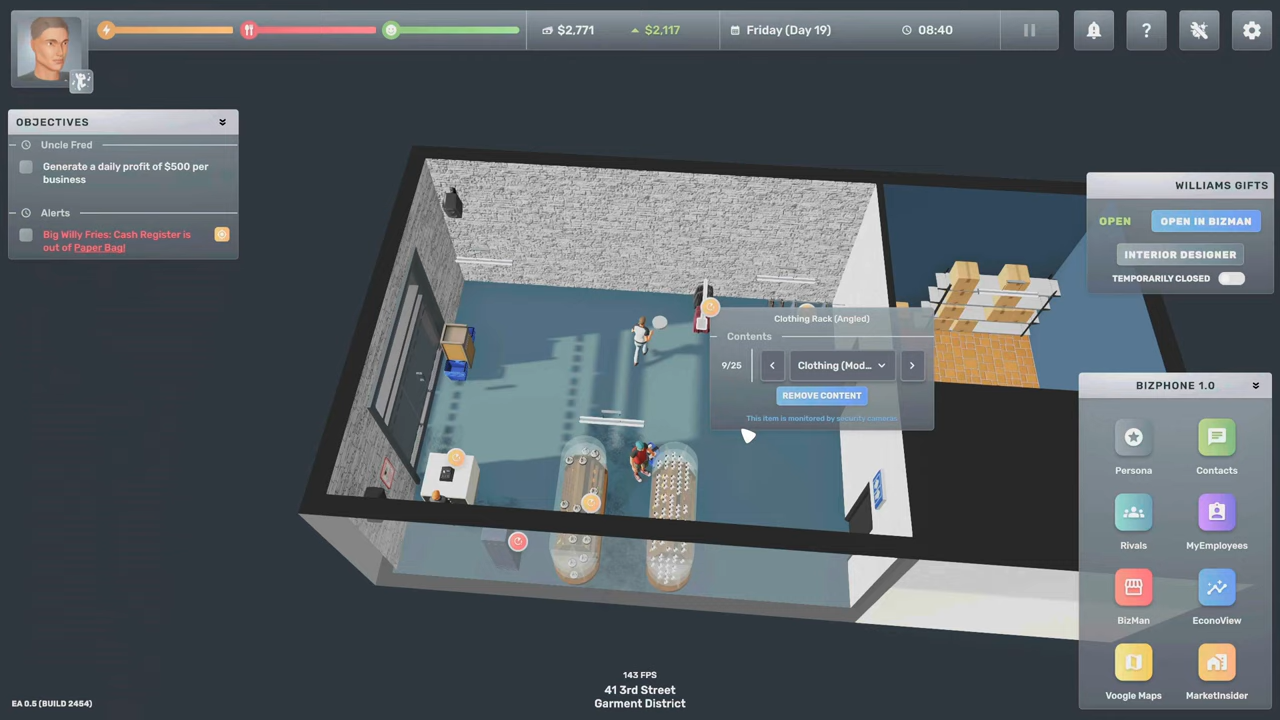 $2,771
$2,117
Friday (Day 19)
08:40
?
OBJECTIVES
Uncle Fred
Generate a daily profit of $500 per
business
Alerts
Big Willy Fries: Cash Register is
out of Paper Bag!
WILLIAMS GIFTS
OPEN
OPEN IN BIZMAN
INTERIOR DESIGNER
TEMPORARILY CLOSED
Clothing Rack (Angled)
Contents
9/25
Clothing (Mod...
REMOVE CONTENT
This item is monitored by security cameras
BIZPHONE 1.0
Persona
Contacts
Rivals
MyEmployees
BizMan
EconoView
Voogle Maps
MarketInsider
143 FPS
41 3rd Street
Garment District
EA 0.5 (BUILD 2454)